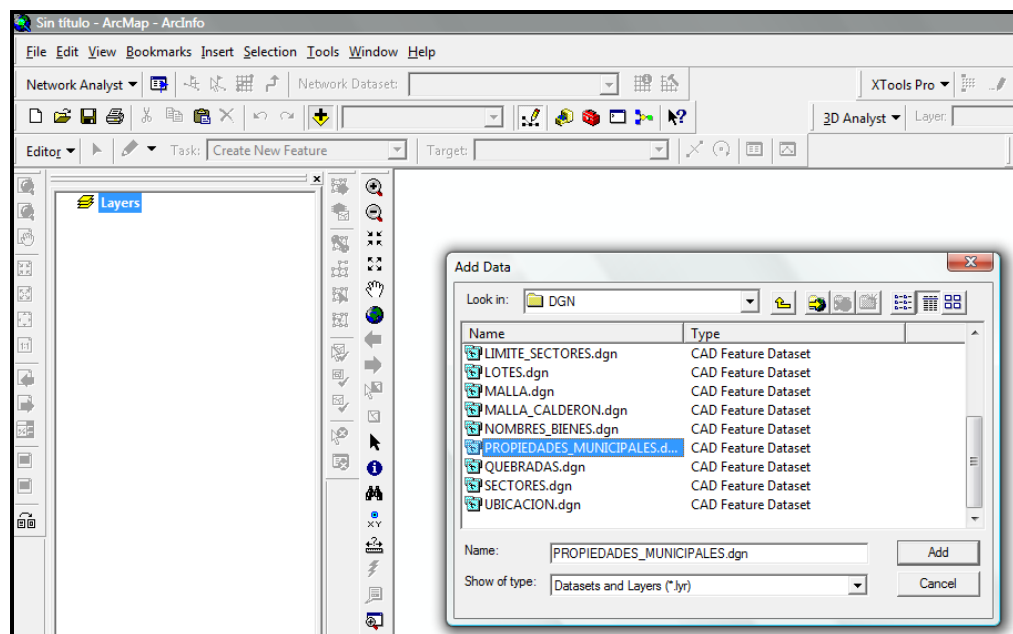 Sin título - ArcMap - ArcInfo
File Edit View Bookmarks Insert Selection Tools Window Help
Network Analyst Network Dataset: XTools Pro
3D Analyst Layer:
Editor Task: Create New Feature Target:
Layers
Add Data
Look in: DGN
Name Type
LIMITE_SECTORES.dgn CAD Feature Dataset
LOTES.dgn CAD Feature Dataset
MALLA.dgn CAD Feature Dataset
MALLA_CALDERON.dgn CAD Feature Dataset
NOMBRES_BIENES.dgn CAD Feature Dataset
PROPIEDADES_MUNICIPALES.d... CAD Feature Dataset
QUEBRADAS.dgn CAD Feature Dataset
SECTORES.dgn CAD Feature Dataset
UBICACION.dgn CAD Feature Dataset
Name: PROPIEDADES_MUNICIPALES.dgn Add
Show of type: Datasets and Layers (*.lyr) Cancel
1:1
XY